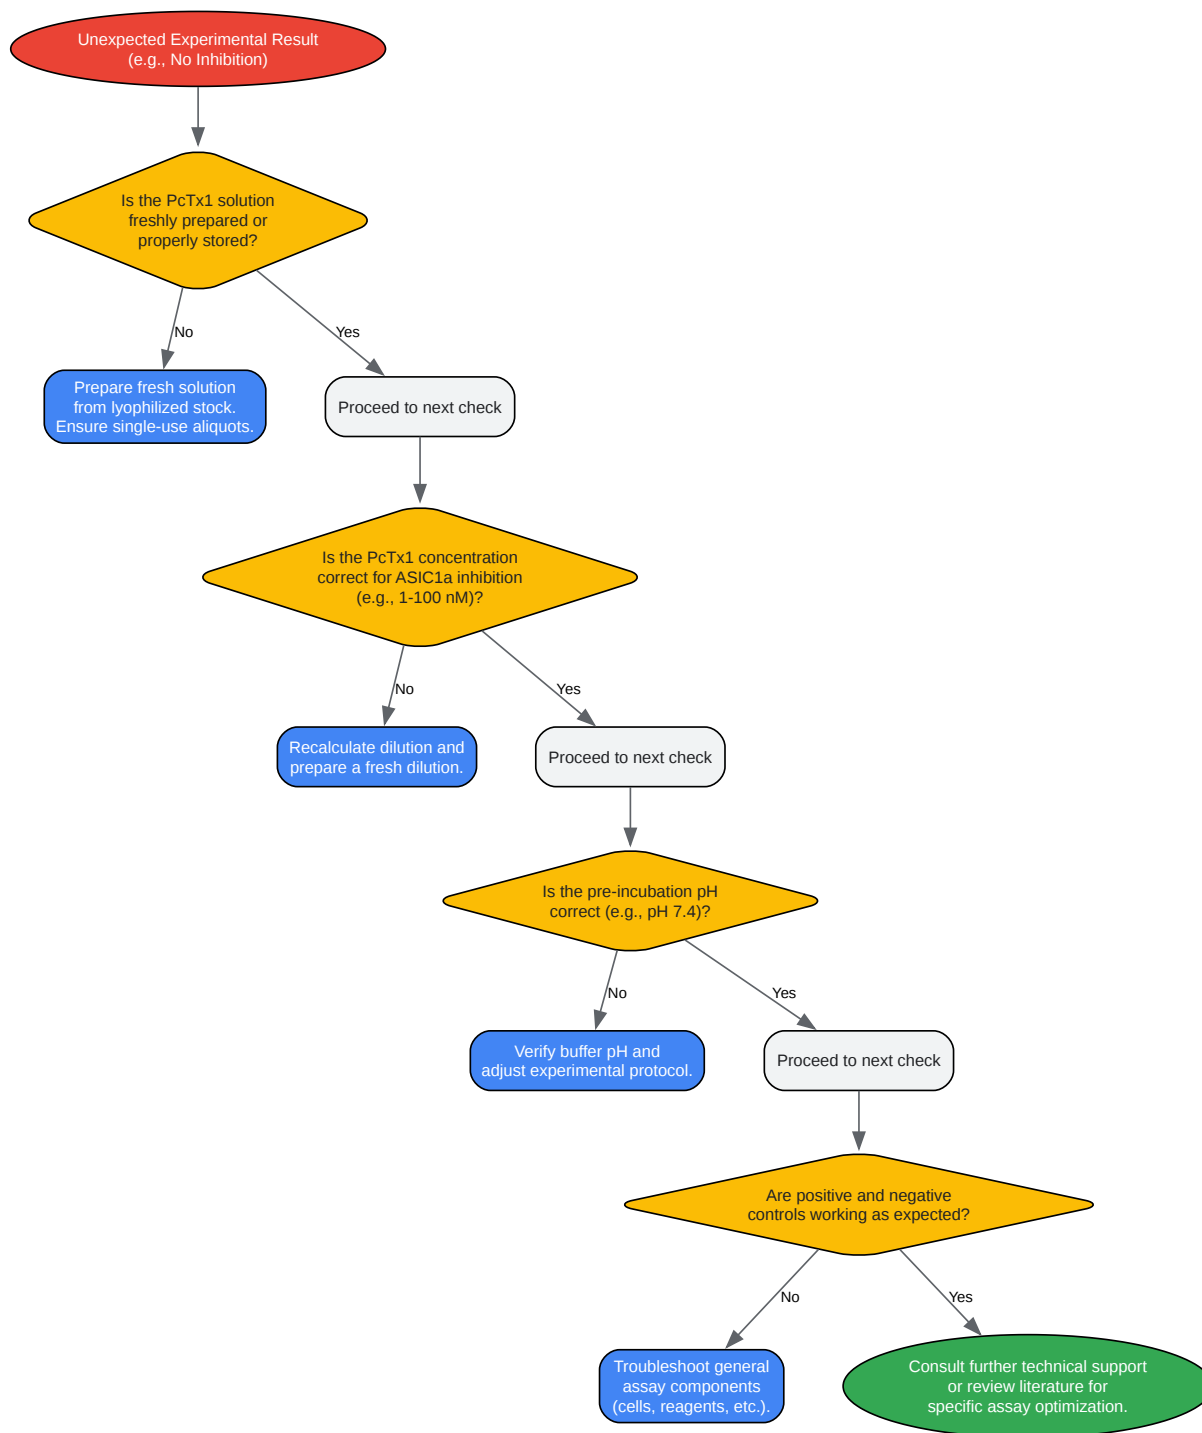 Unexpected Experimental Result
(e.g., No Inhibition)
Is the PcTx1 solution
freshly prepared or
properly stored?
No
Yes
Prepare fresh solution
from lyophilized stock.
Ensure single-use aliquots.
Proceed to next check
Is the PcTx1 concentration
correct for ASIC1a inhibition
(e.g., 1-100 nM)?
No
Yes
Recalculate dilution and
prepare a fresh dilution.
Proceed to next check
Is the pre-incubation pH
correct (e.g., pH 7.4)?
No
Yes
Verify buffer pH and
adjust experimental protocol.
Proceed to next check
Are positive and negative
controls working as expected?
No
Yes
Troubleshoot general
assay components
(cells, reagents, etc.).
Consult further technical support
or review literature for
specific assay optimization.